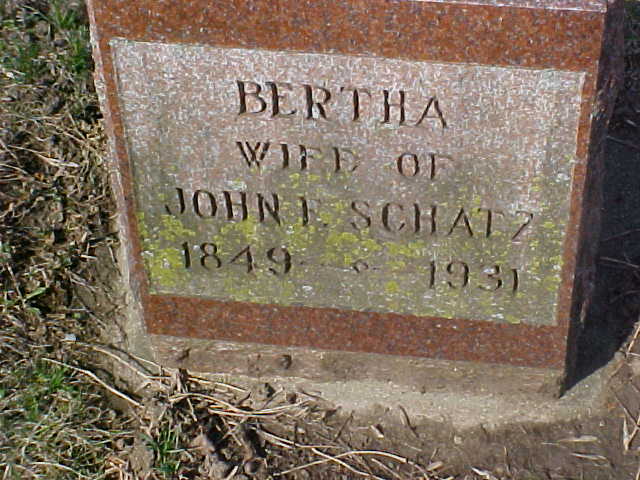 BERTHA
WIFE OF
JOHN F. SCHATZ
1849 - 1931